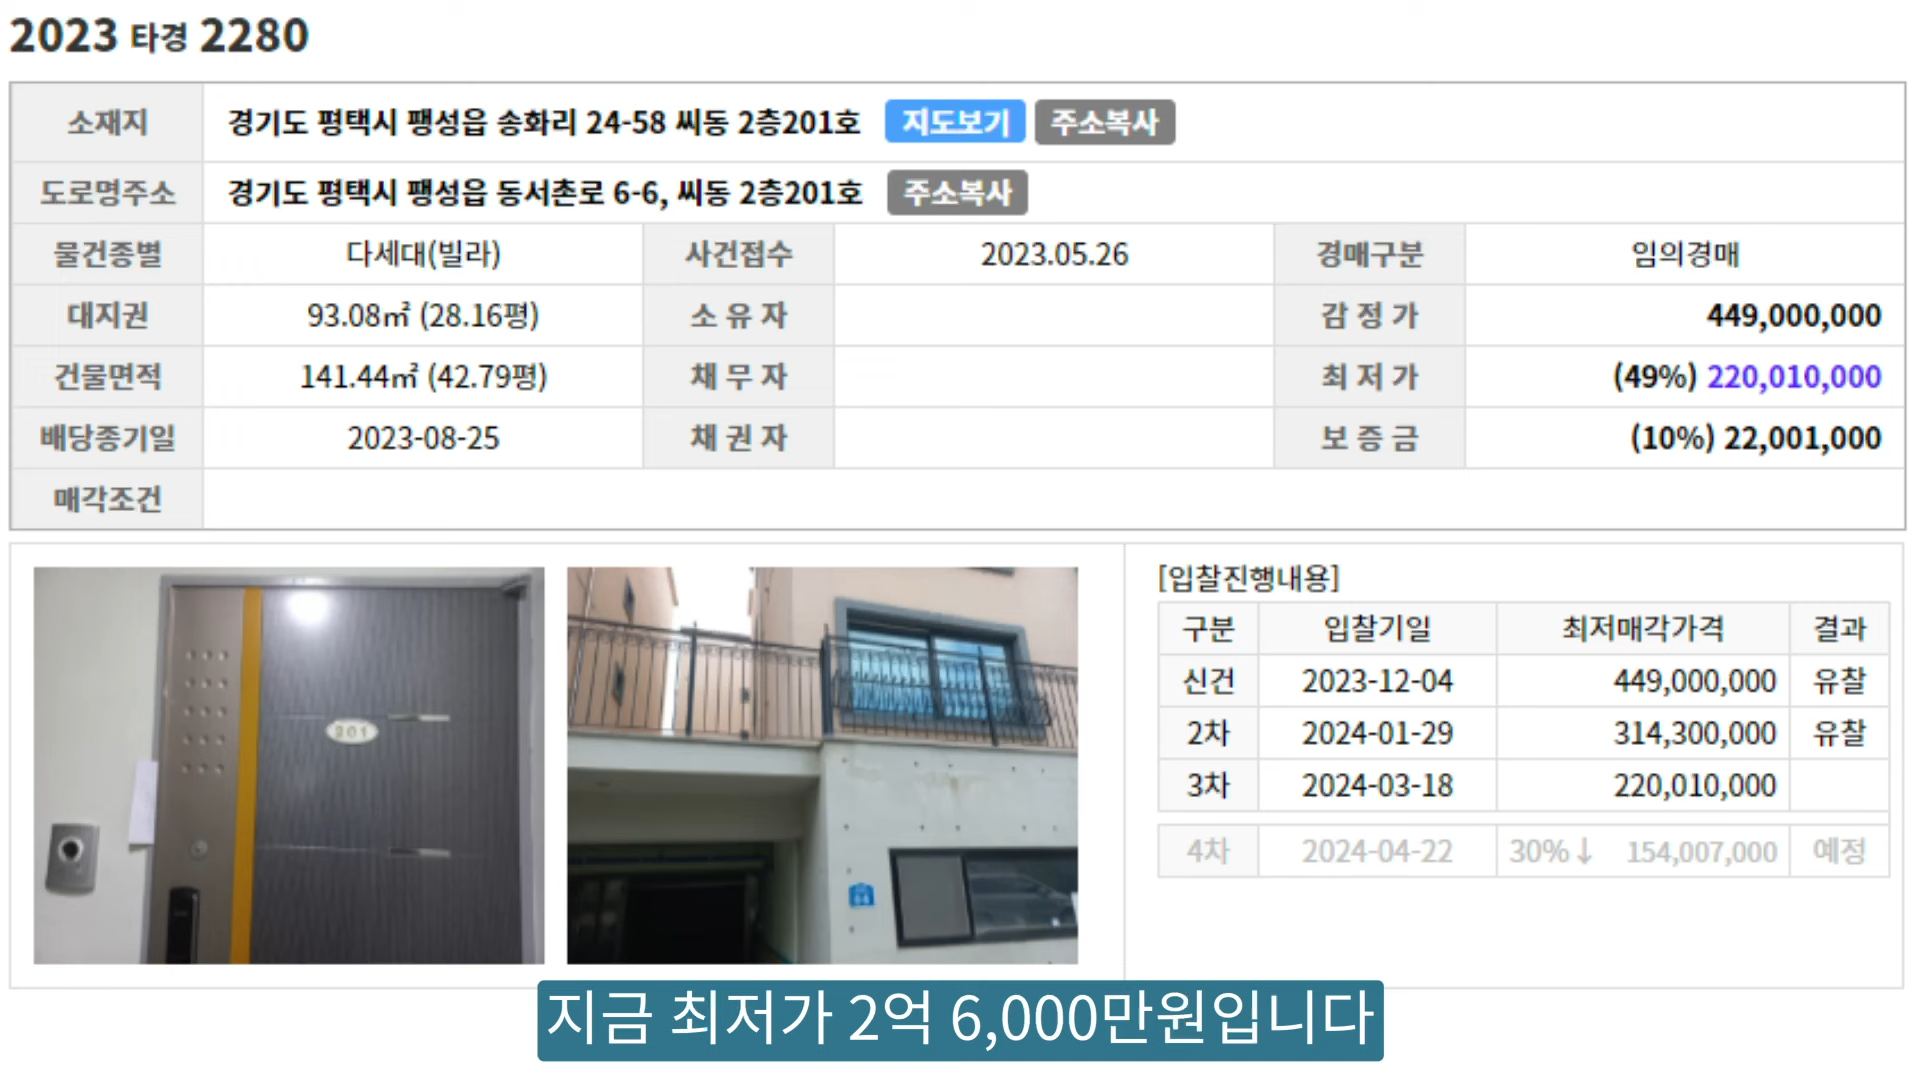 2023 타경 2280
소재지 경기도 평택시 팽성읍 송화리 24-58 씨동 2층201호 지도보기 주소복사
도로명주소 경기도 평택시 팽성읍 동서촌로 6-6, 씨동 2층201호 주소복사
물건종별 다세대(빌라) 사건접수 2023.05.26 경매구분 임의경매
대지권 93.08㎡ (28.16평) 소 유 자 감 정 가 449,000,000
건물면적 141.44㎡ (42.79평) 채 무 자 최 저 가 (49%) 220,010,000
배당종기일 2023-08-25 채 권 자 보 증 금 (10%) 22,001,000
매각조건
201
[입찰진행내용]
구분 입찰기일 최저매각가격 결과
신건 2023-12-04 449,000,000 유찰
2차 2024-01-29 314,300,000 유찰
3차 2024-03-18 220,010,000
4차 2024-04-22 30%↓ 154,007,000 예정
지금 최저가 2억 6,000만원입니다